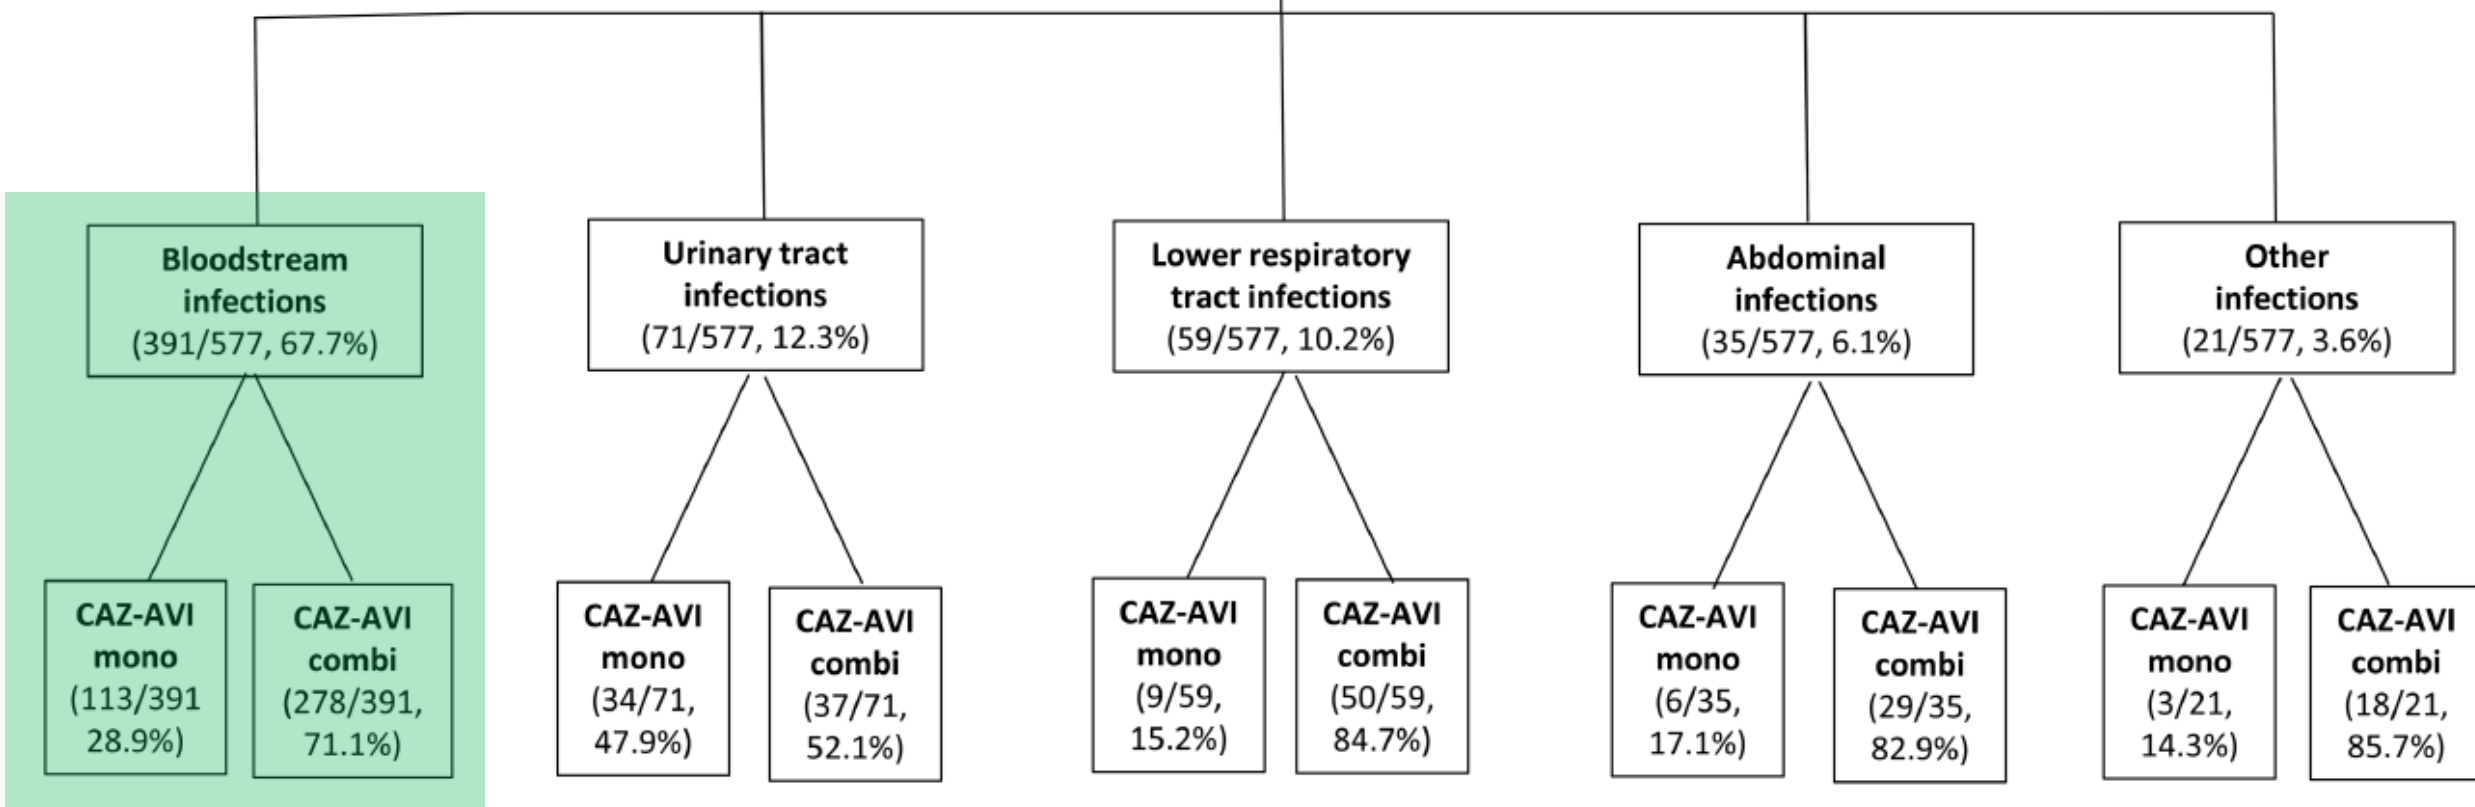 Bloodstream
infections
(391/577, 67.7%)
Urinary tract
infections
(71/577, 12.3%)
Lower respiratory
tract infections
(59/577, 10.2%)
Abdominal
infections
(35/577, 6.1%)
Other
infections
(21/577, 3.6%)
CAZ-AVI
mono
(113/391
28.9%)
CAZ-AVI
combi
(278/391,
71.1%)
CAZ-AVI
mono
(34/71,
47.9%)
CAZ-AVI
combi
(37/71,
52.1%)
CAZ-AVI
mono
(9/59,
15.2%)
CAZ-AVI
combi
(50/59,
84.7%)
CAZ-AVI
mono
(6/35,
17.1%)
CAZ-AVI
combi
(29/35,
82.9%)
CAZ-AVI
mono
(3/21,
14.3%)
CAZ-AVI
combi
(18/21,
85.7%)